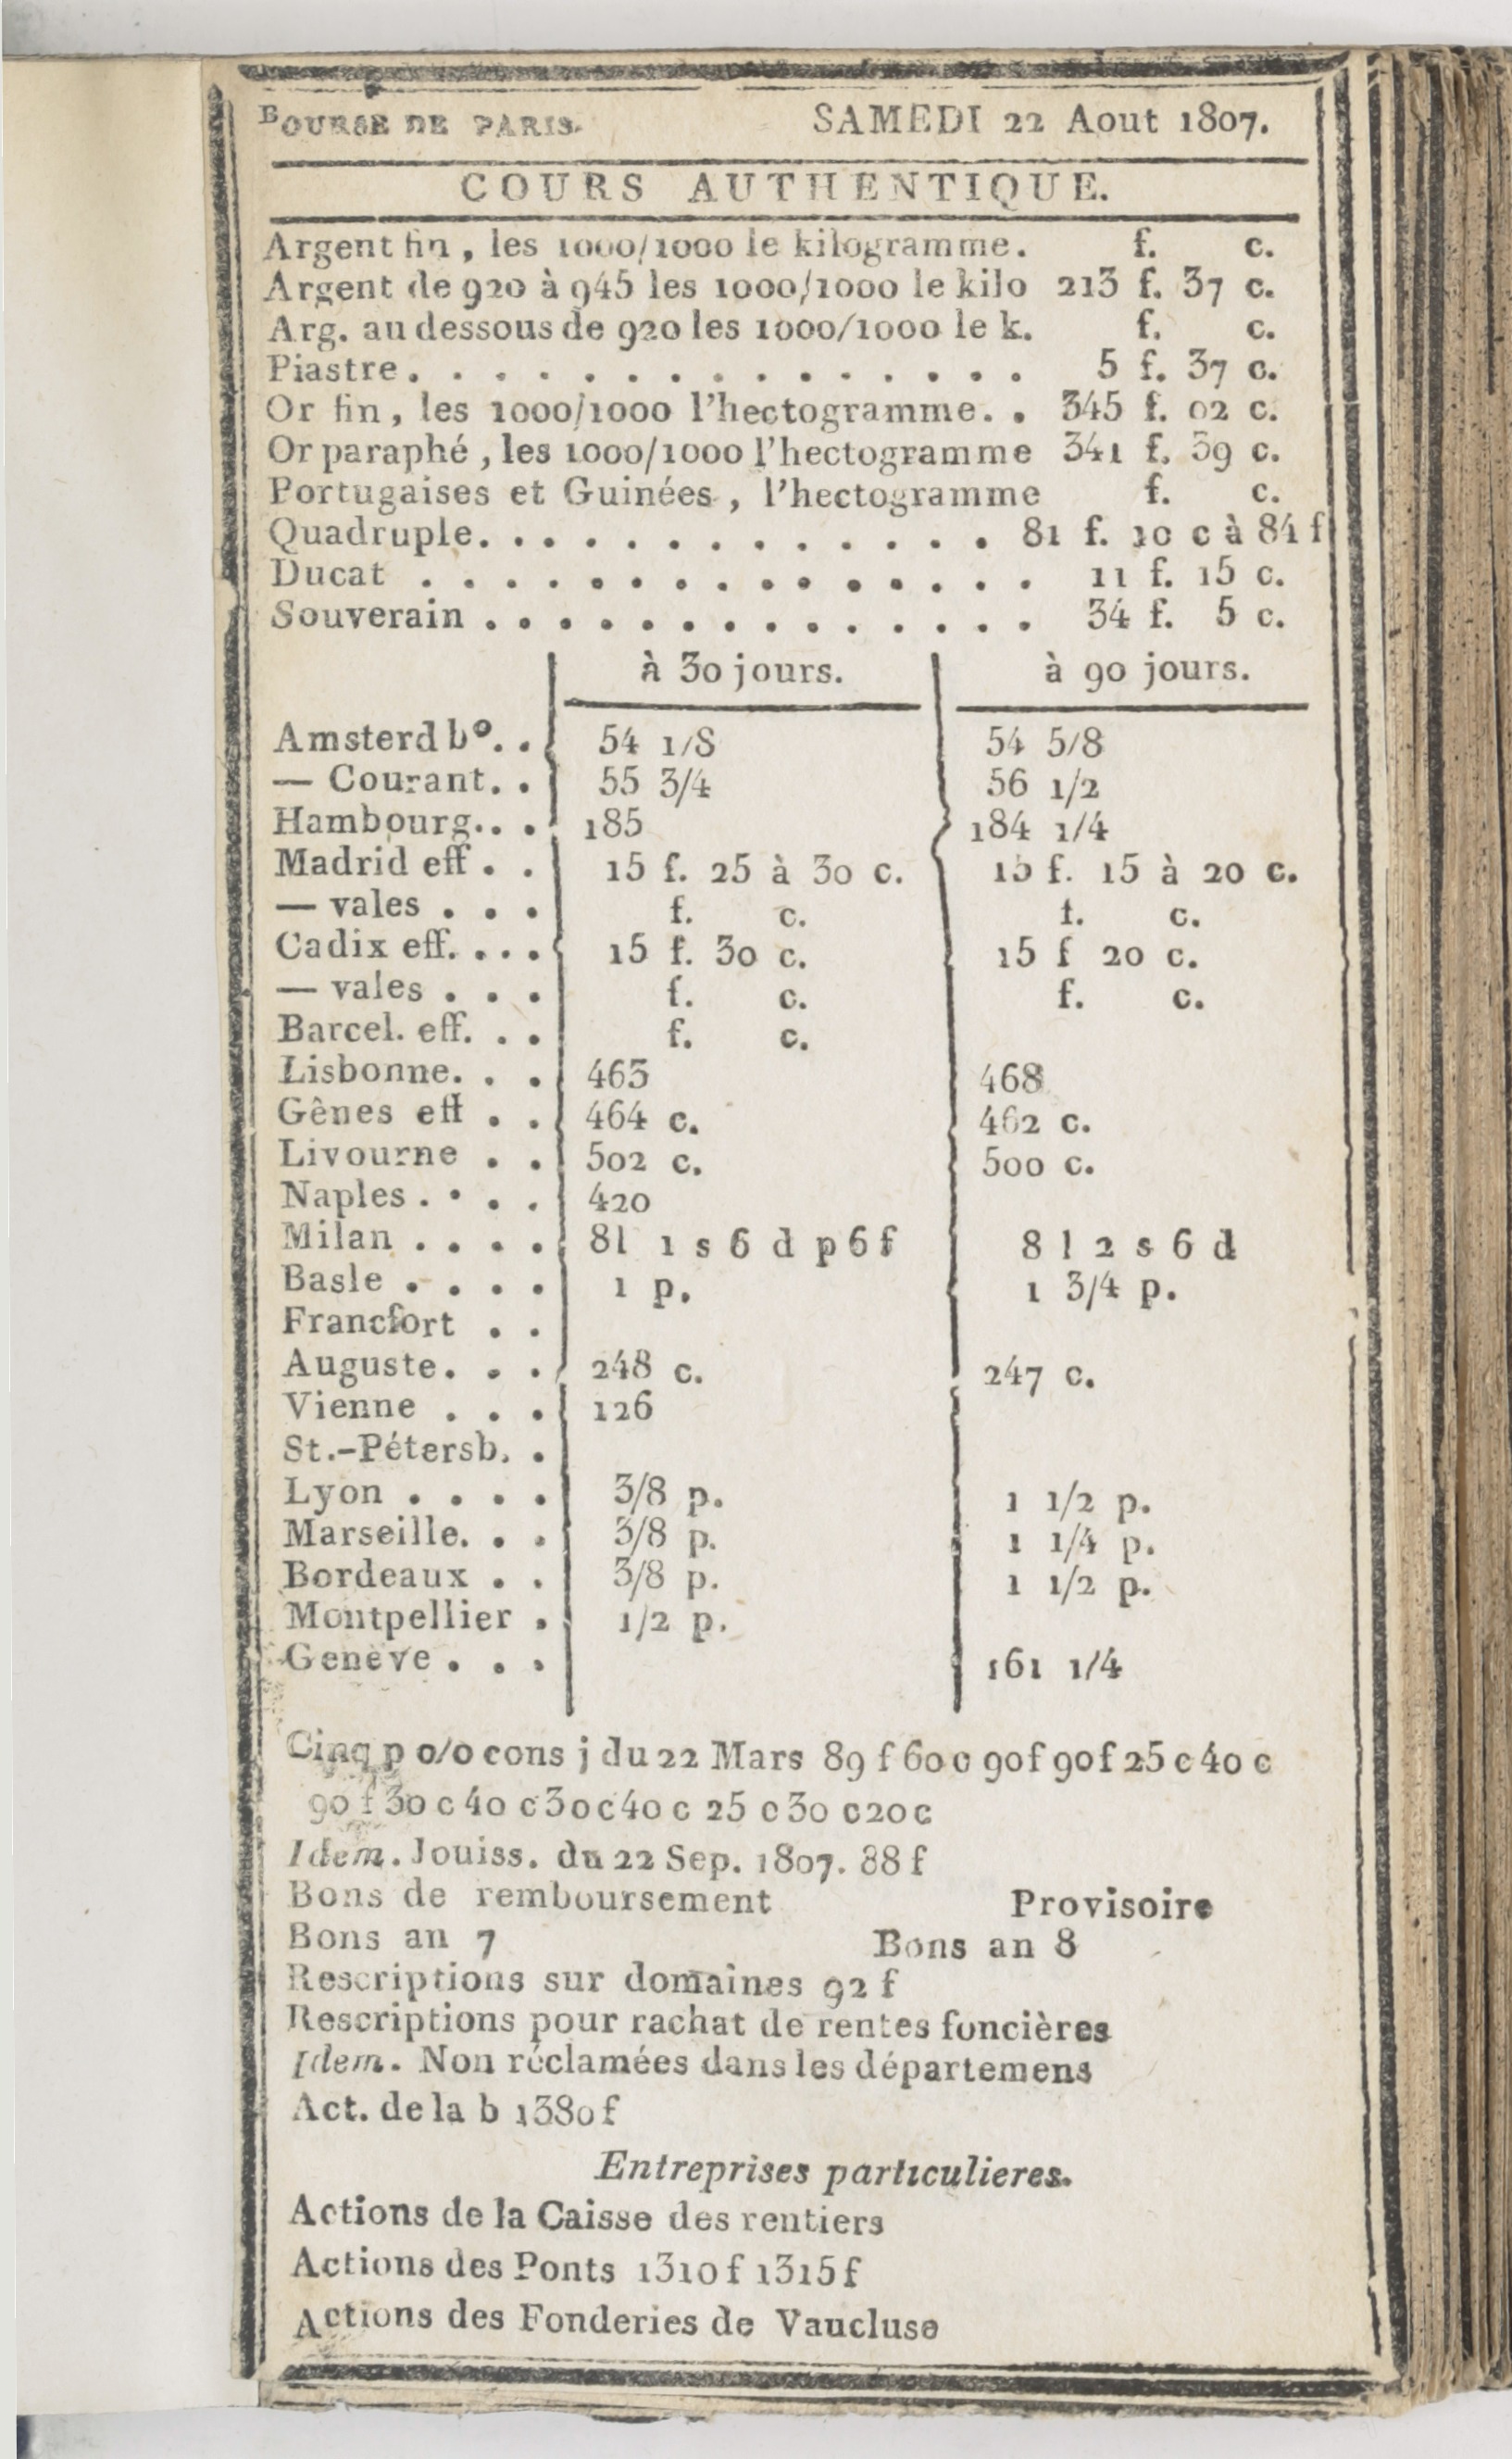 BOURSE DE PARIS. SAMEDI 22 Aout 1807.
COURS AUTHENTIQUE.
Argent fin, les 1000/1000 le kilogramme. f. c.
Argent de 920 à 945 les 1000/1000 le kilo 213 f. 37 c.
Arg. au dessous de 920 les 1000/1000 le k. f. c.
Piastre. . . . . . . . . . . . . . . 5 f. 37 c.
Or fin, les 1000/1000 l'hectogramme. . 345 f. 02 c.
Or paraphé, les 1000/1000 l'hectogramme 341 f. 39 c.
Portugaises et Guinées, l'hectogramme f. c.
Quadruple. . . . . . . . . . . . . 81 f. 10 c à 84 f
Ducat . . . . . . . . . . . . . . . 11 f. 15 c.
Souverain . . . . . . . . . . . . . . 34 f. 5 c.
à 30 jours. à 90 jours.
Amsterd bº. . 54 1/8 54 5/8
— Courant. . 55 3/4 56 1/2
Hambourg. . . 185 184 1/4
Madrid eff . . 15 f. 25 à 30 c. 15 f. 15 à 20 c.
— vales . . . f. c. f. c.
Cadix eff. . . . 15 f. 30 c. 15 f 20 c.
— vales . . . f. c. f. c.
Barcel. eff. . . f. c.
Lisbonne. . . 463 468
Gênes eff . . 464 c. 462 c.
Livourne . . 502 c. 500 c.
Naples . . . . 420
Milan . . . . 8l 1 s 6 d p 6 f 8 l 2 s 6 d
Basle . . . . 1 p. 1 3/4 p.
Francfort . .
Auguste. . . 248 c. 247 c.
Vienne . . . 126
St.-Pétersb. .
Lyon . . . . 3/8 p. 1 1/2 p.
Marseille. . . 3/8 p. 1 1/4 p.
Bordeaux . . 3/8 p. 1 1/2 p.
Montpellier . 1/2 p.
Genève . . . 161 1/4
Cinq p o/o cons j du 22 Mars 89 f 60 c 90f 90f 25 c 40 c
90 f 30 c 40 c 30c 40 c 25 c 30 c 20 c
Idem. Jouiss. du 22 Sep. 1807. 88 f
Bons de remboursement Provisoire
Bons an 7 Bons an 8
Rescriptions sur domaines 92 f
Rescriptions pour rachat de rentes foncières
Idem. Non réclamées dans les départemens
Act. de la b 1380 f
Entreprises particulieres.
Actions de la Caisse des rentiers
Actions des Ponts 1310 f 1315 f
Actions des Fonderies de Vaucluse